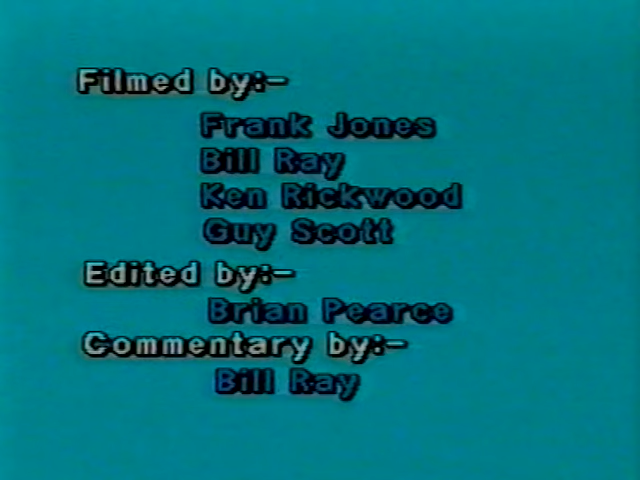 Filmed by:-
Frank Jones
Bill Ray
Ken Rickwood
Guy Scott
Edited by:-
Brian Pearce
Commentary by:-
Bill Ray